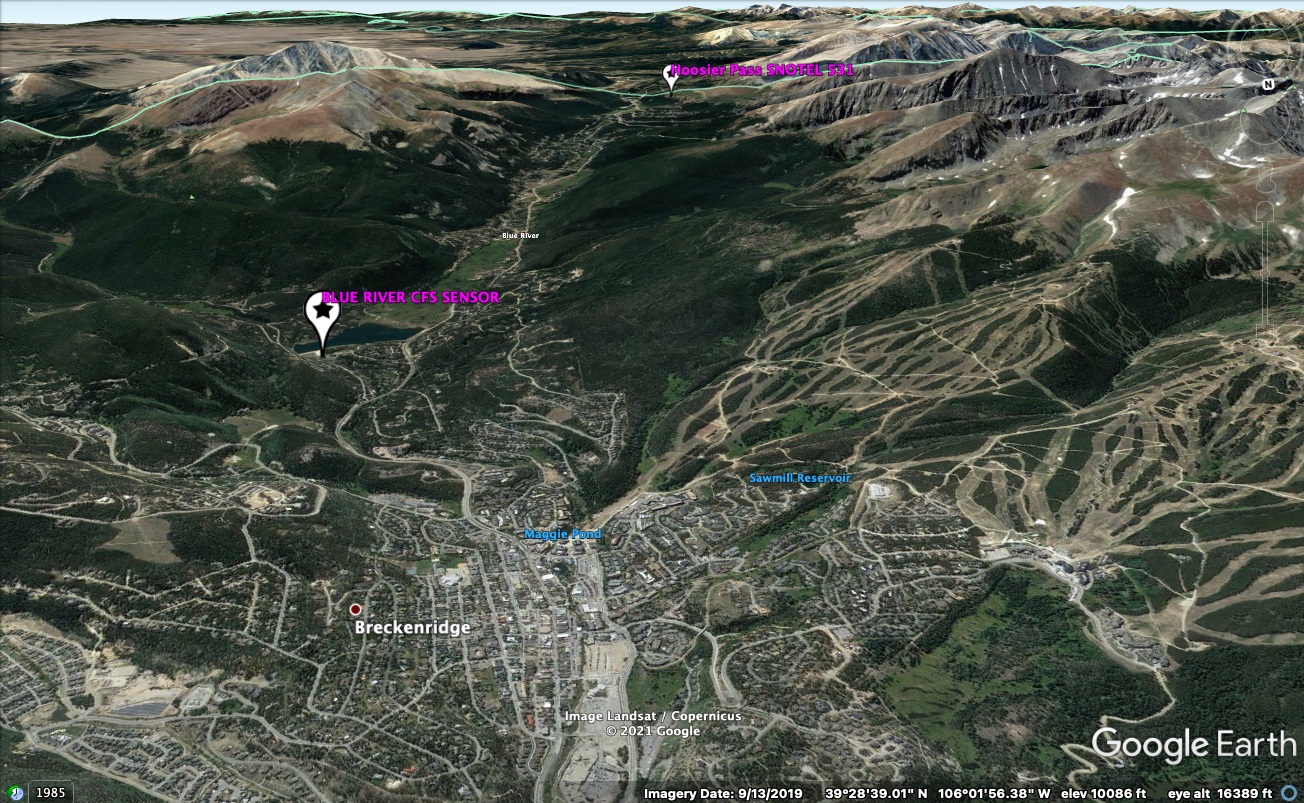 Hoosier Pass SNOTEL 531
N
Blue River
BLUE RIVER CFS SENSOR
Sawmill Reservoir
Maggie Pond
Breckenridge
Image Landsat / Copernicus
© 2021 Google
Google Earth
1985
Imagery Date: 9/13/2019 39°28'39.01" N 106°01'56.38" W elev 10086 ft eye alt 16389 ft